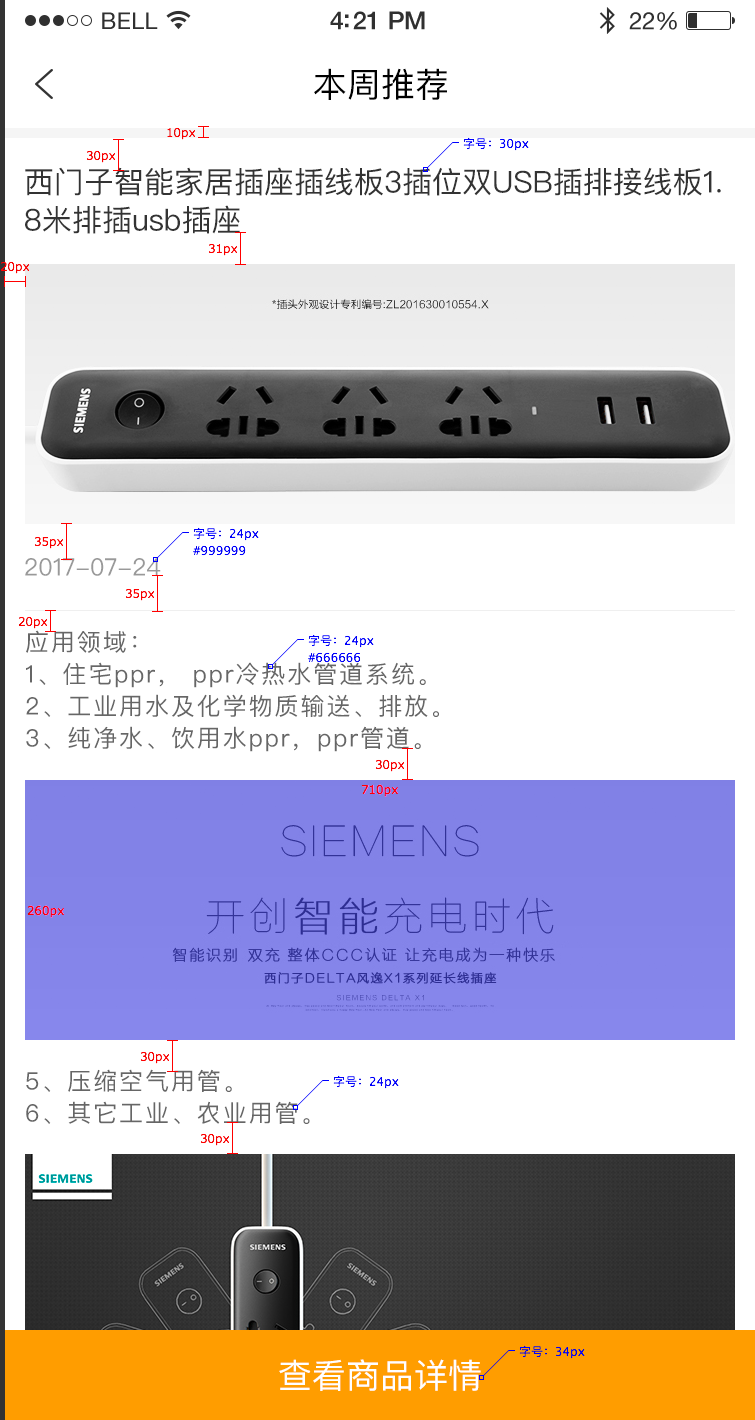 ●●●○○ BELL 4:21 PM 22%
本周推荐
10px
字号：30px
30px
西门子智能家居插座插线板3插位双USB插排接线板1.
8米排插usb插座
31px
20px
*插头外观设计专利编号:ZL201630010554.X
SIEMENS
字号：24px
#999999
35px
2017-07-24
35px
20px
应用领域：
字号：24px
#666666
1、住宅ppr， ppr冷热水管道系统。
2、工业用水及化学物质输送、排放。
3、纯净水、饮用水ppr，ppr管道。
30px
710px
SIEMENS
260px
开创智能充电时代
智能识别 双充 整体CCC认证 让充电成为一种快乐
西门子DELTA风逸X1系列延长线插座
SIEMENS DELTA X1
30px
5、压缩空气用管。
字号：24px
6、其它工业、农业用管。
30px
SIEMENS
SIEMENS
SIEMENS
SIEMENS
字号：34px
查看商品详情